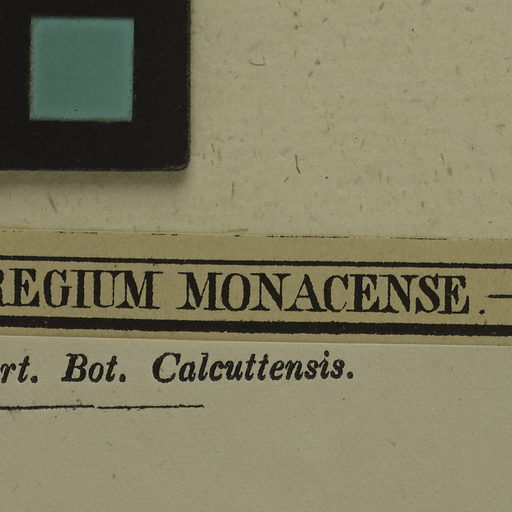 REGIUM MONACENSE.—
rt. Bot. Calcuttensis.